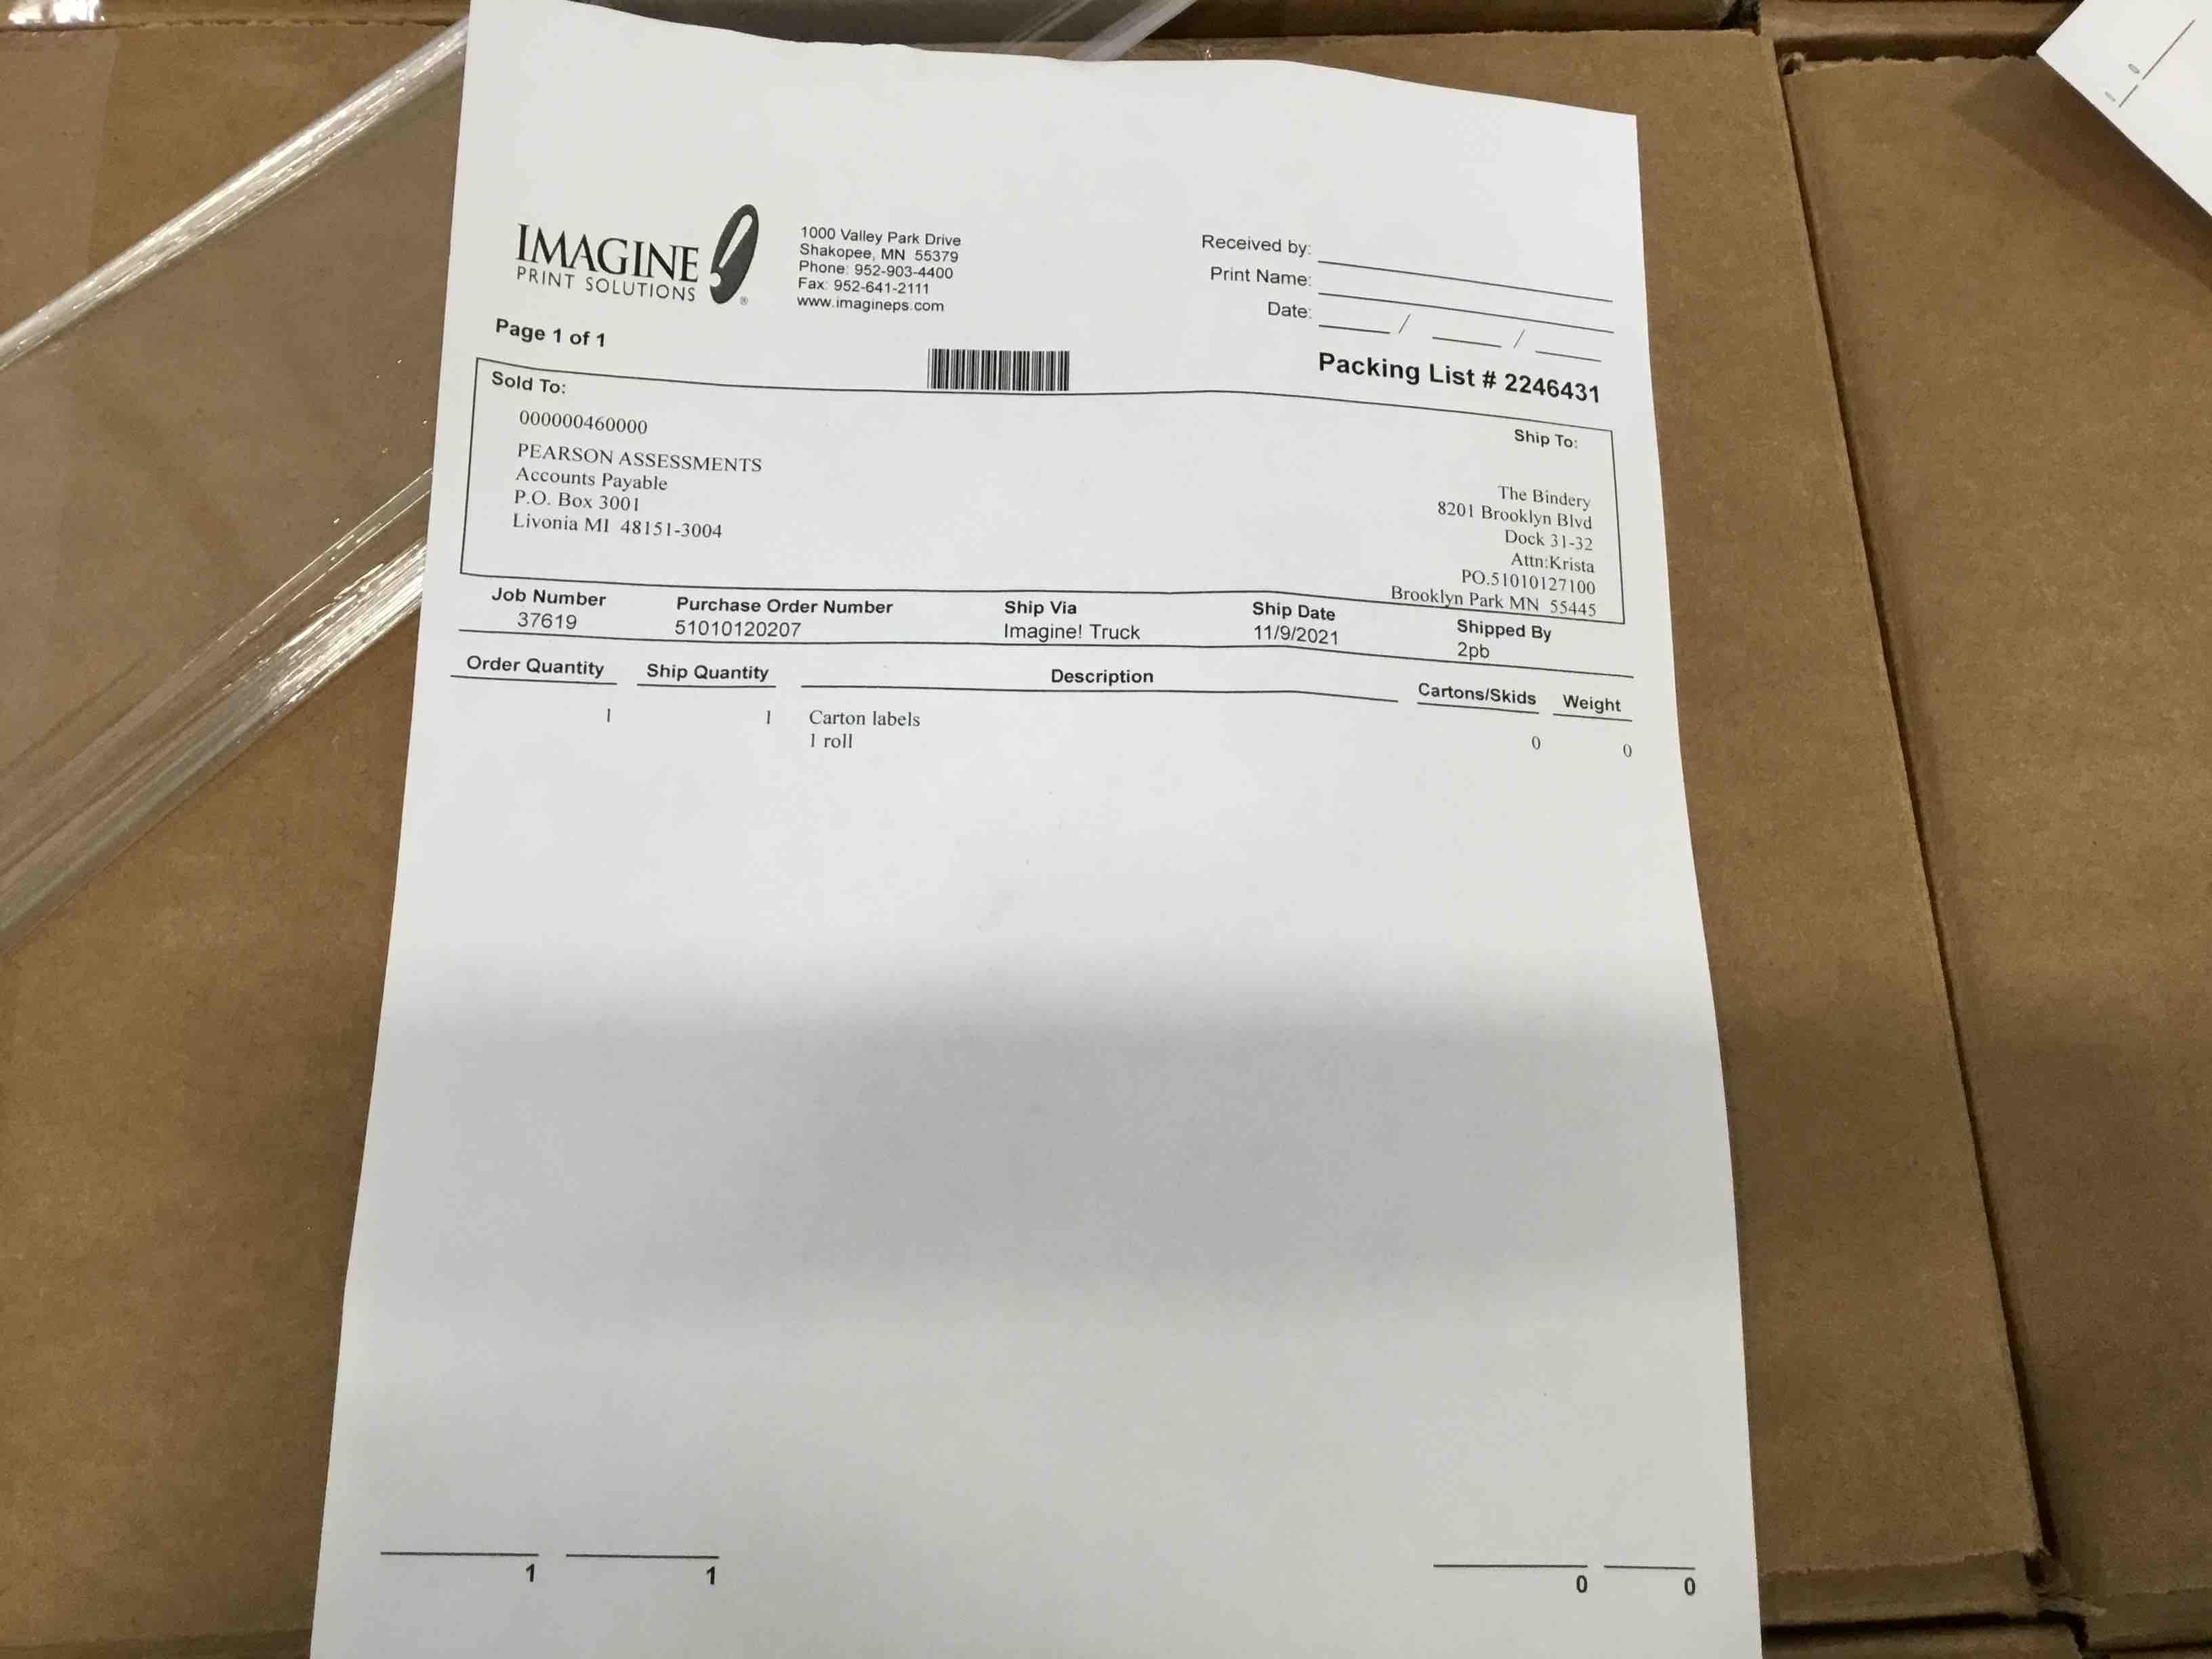 IMAGINE!
PRINT SOLUTIONS
®
1000 Valley Park Drive
Shakopee, MN 55379
Phone: 952-903-4400
Fax: 952-641-2111
www.imagineps.com
Received by:
Print Name:
Date: / /
Page 1 of 1
Packing List # 2246431
Sold To:
000000460000
PEARSON ASSESSMENTS
Accounts Payable
P.O. Box 3001
Livonia MI 48151-3004
Ship To:
The Bindery
8201 Brooklyn Blvd
Dock 31-32
Attn:Krista
PO.51010127100
Brooklyn Park MN 55445
Job Number Purchase Order Number Ship Via Ship Date Shipped By
37619 51010120207 Imagine! Truck 11/9/2021 2pb
Order Quantity Ship Quantity Description Cartons/Skids Weight
1 1 Carton labels 0 0
1 roll
1 1 0 0